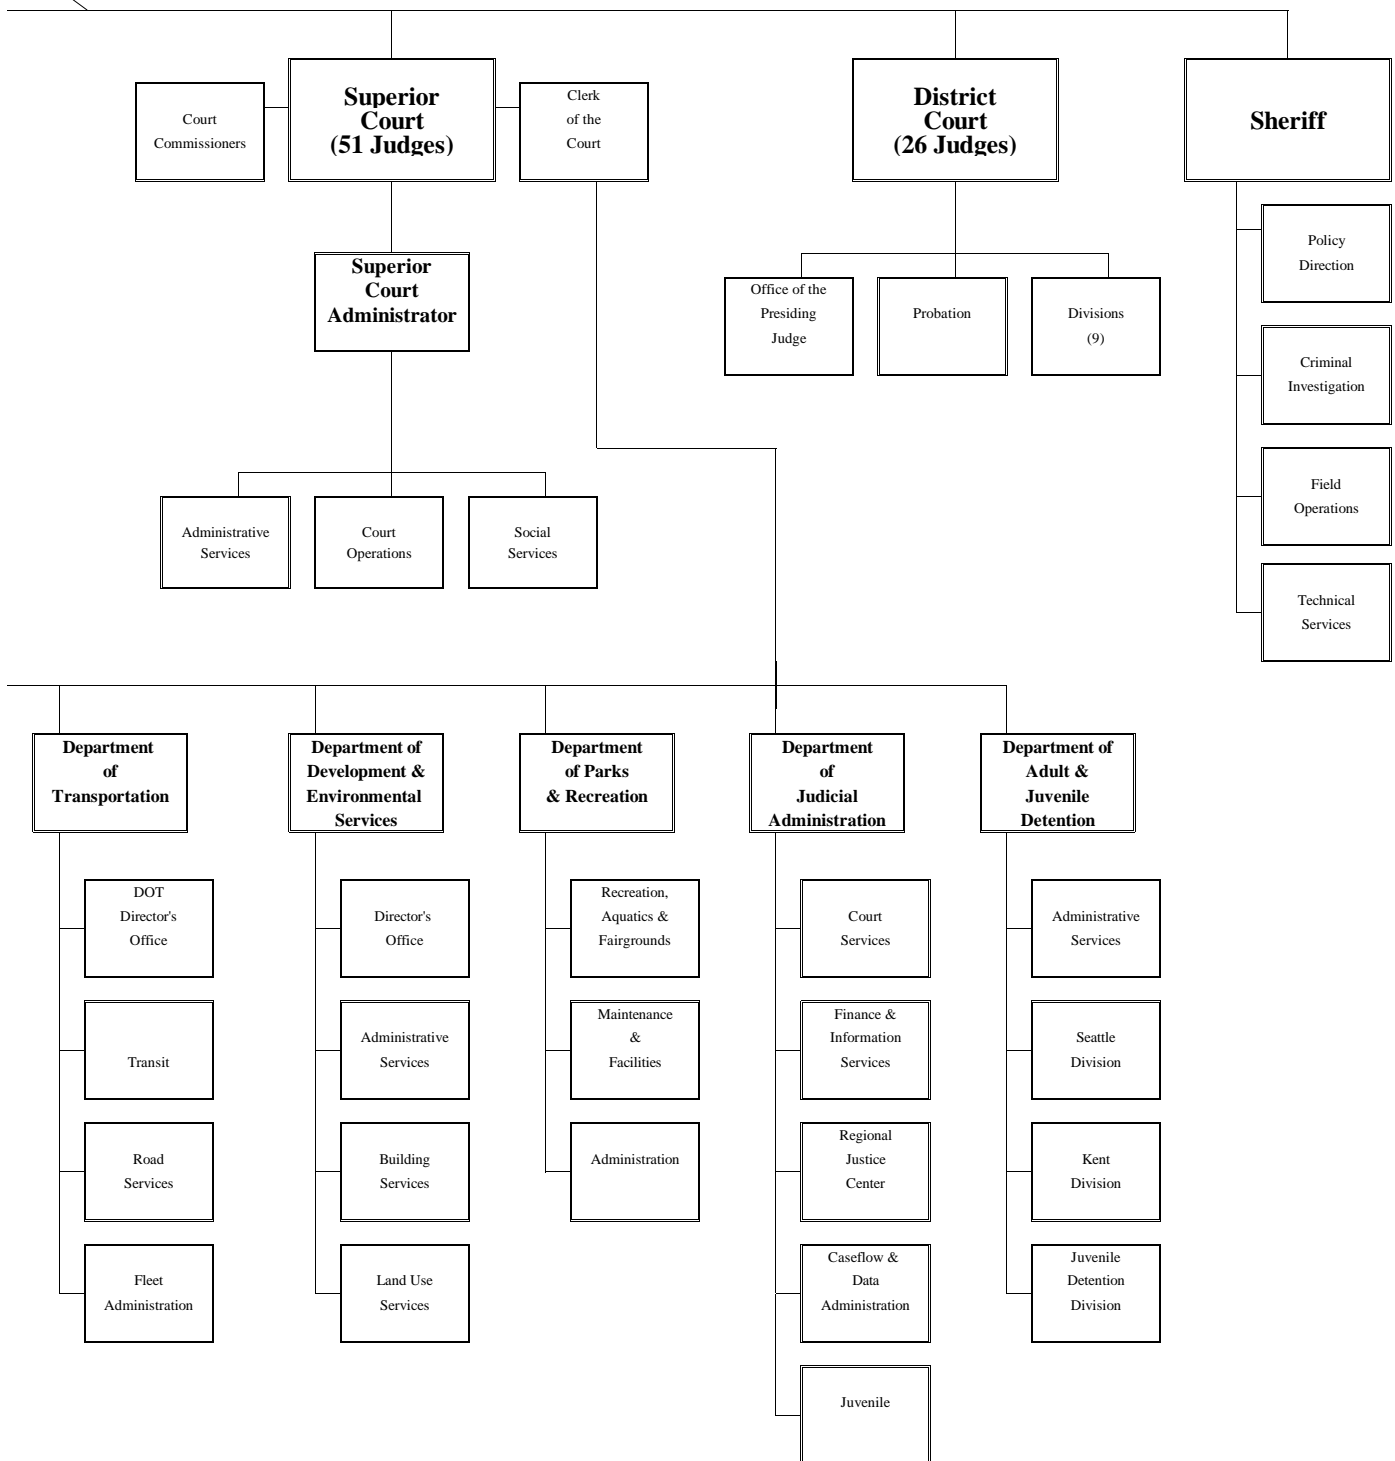 Court
Commissioners
Superior
Court
(51 Judges)
Clerk
of the
Court
District
Court
(26 Judges)
Sheriff
Superior
Court
Administrator
Office of the
Presiding
Judge
Probation
Divisions
(9)
Policy
Direction
Criminal
Investigation
Field
Operations
Technical
Services
Administrative
Services
Court
Operations
Social
Services
Department
of
Transportation
Department of
Development &
Environmental
Services
Department
of Parks
& Recreation
Department
of
Judicial
Administration
Department of
Adult &
Juvenile
Detention
DOT
Director's
Office
Transit
Road
Services
Fleet
Administration
Director's
Office
Administrative
Services
Building
Services
Land Use
Services
Recreation,
Aquatics &
Fairgrounds
Maintenance
&
Facilities
Administration
Court
Services
Finance &
Information
Services
Regional
Justice
Center
Caseflow &
Data
Administration
Juvenile
Administrative
Services
Seattle
Division
Kent
Division
Juvenile
Detention
Division